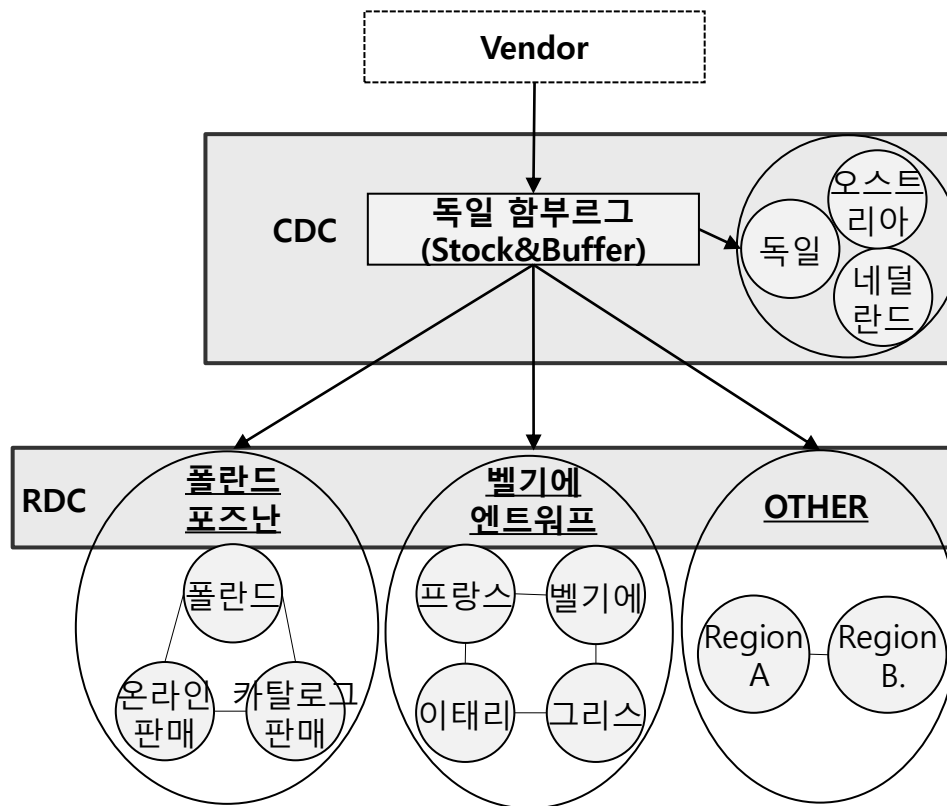 Vendor
CDC
독일 함부르그
(Stock&Buffer)
독일
오스트
리아
네덜
란드
RDC
폴란드
포즈난
벨기에
엔트워프
OTHER
폴란드
온라인
판매
카탈로그
판매
프랑스
벨기에
이태리
그리스
Region
A
Region
B.